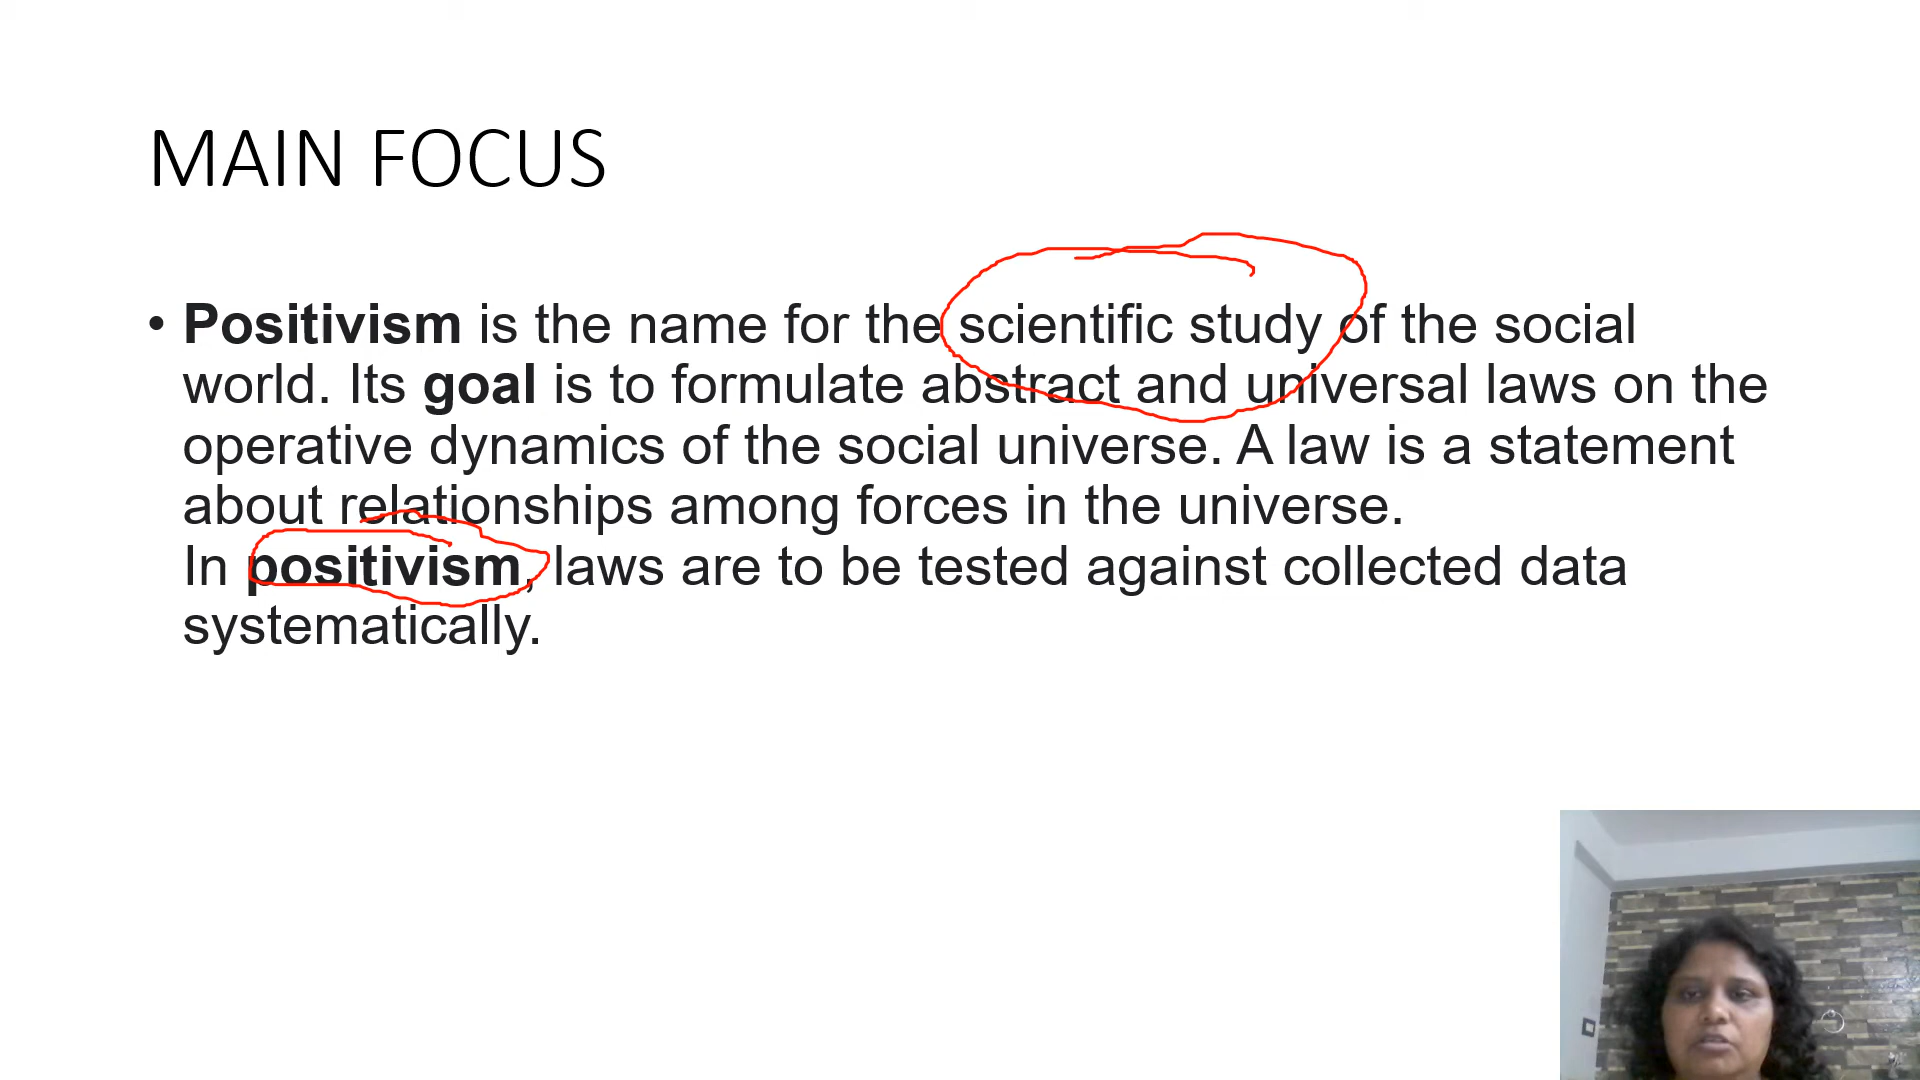 MAIN FOCUS
• Positivism is the name for the scientific study of the social
world. Its goal is to formulate abstract and universal laws on the
operative dynamics of the social universe. A law is a statement
about relationships among forces in the universe.
In positivism, laws are to be tested against collected data
systematically.